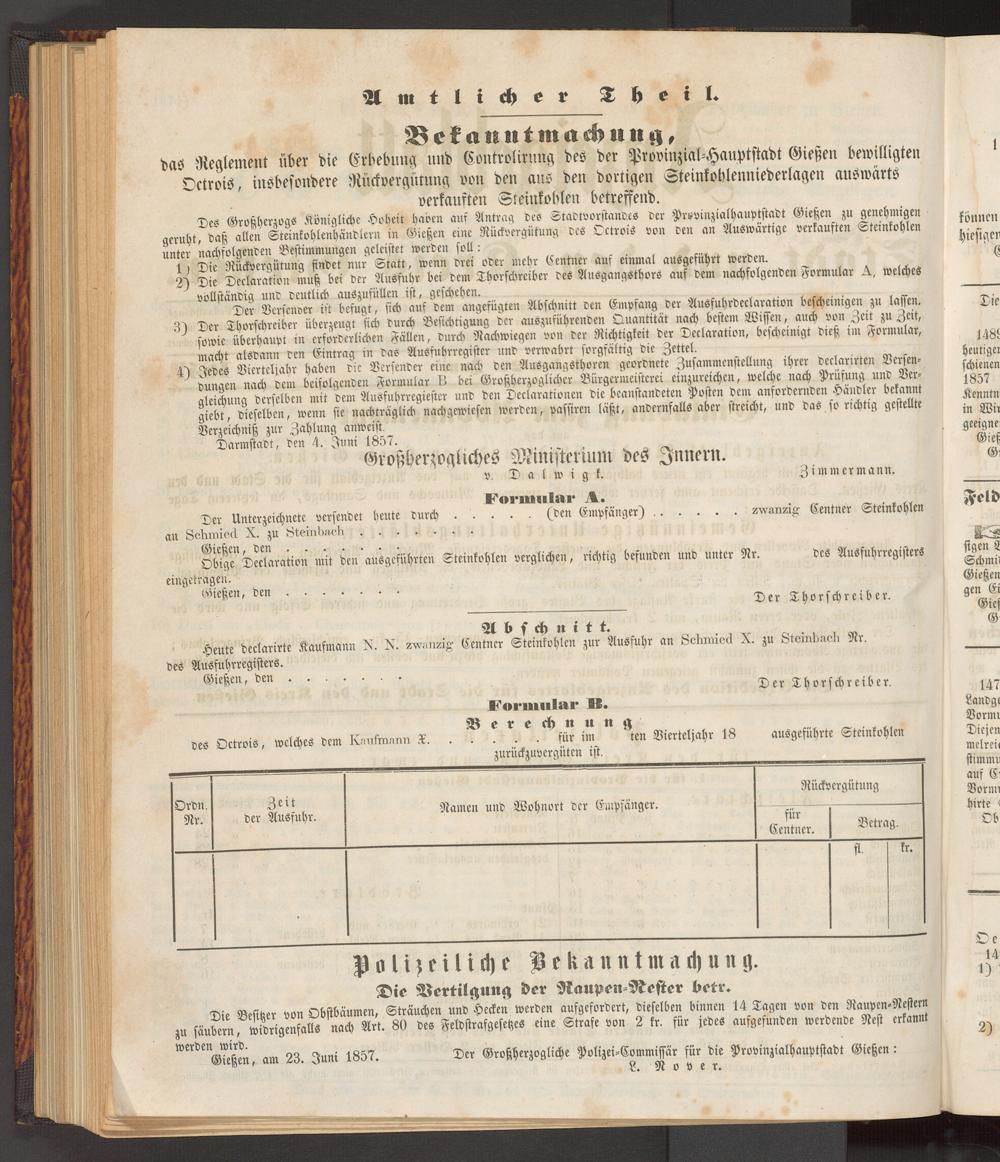 Amtlicher Theil.
Bekanntmachung,
das Reglement über die Erhebung und Controlirung des der Provinzial-Hauptstadt Gießen bewilligten
Octrois, insbesondere Rückvergütung von den aus den dortigen Steinkohlenniederlagen auswärts
verkauften Steinkohlen betreffend.
Des Großherzogs Königliche Hoheit haben auf Antrag des Stadtvorstandes der Provinzialhauptstadt Gießen zu genehmigen
geruht, daß allen Steinkohlenhändlern in Gießen eine Rückvergütung des Octrois von den an Auswärtige verkauften Steinkohlen
unter nachfolgenden Bestimmungen geleistet werden soll:
1) Die Rückvergütung findet nur Statt, wenn drei oder mehr Centner auf einmal ausgeführt werden.
2) Die Declaration muß bei der Ausfuhr bei dem Thorschreiber des Ausgangsthors auf dem nachfolgenden Formular A, welches
vollständig und deutlich auszufüllen ist, geschehen.
Der Versender ist befugt, sich auf dem angefügten Abschnitt den Empfang der Ausfuhrdeclaration bescheinigen zu lassen.
3) Der Thorschreiber überzeugt sich durch Besichtigung der auszuführenden Quantität nach bestem Wissen, auch von Zeit zu Zeit,
sowie überhaupt in erforderlichen Fällen, durch Nachwiegen von der Richtigkeit der Declaration, bescheinigt dieß im Formular,
macht alsdann den Eintrag in das Ausfuhrregister und verwahrt sorgfältig die Zettel.
4) Jedes Vierteljahr haben die Versender eine nach den Ausgangsthoren geordnete Zusammenstellung ihrer declarirten Versen-
dungen nach dem beifolgenden Formular B bei Großherzoglicher Bürgermeisterei einzureichen, welche nach Prüfung und Ver-
gleichung derselben mit dem Ausfuhrregiester und den Declarationen die beanstandeten Posten dem anfordernden Händler bekannt
giebt, dieselben, wenn sie nachträglich nachgewiesen werden, passiren läßt, andernfalls aber streicht, und das so richtig gestellte
Verzeichniß zur Zahlung anweist.
Darmstadt, den 4. Juni 1857.
Großherzogliches Ministerium des Innern.
v. Dalwigk.
Zimmermann.
Formular A.
Der Unterzeichnete versendet heute durch . . . . . (den Empfänger) . . . . . zwanzig Centner Steinkohlen
an Schmied X. zu Steinbach . . . . . . .
Gießen, den . . . . . . .
Obige Declaration mit den ausgeführten Steinkohlen verglichen, richtig befunden und unter Nr. des Ausfuhrregisters
eingetragen.
Gießen, den . . . . . . .
Der Thorschreiber.
Abschnitt.
Heute declarirte Kaufmann N. N. zwanzig Centner Steinkohlen zur Ausfuhr an Schmied X. zu Steinbach Nr.
des Ausfuhrregisters.
Gießen, den . . . . . . .
Der Thorschreiber.
Formular B.
Berechnung
des Octrois, welches dem Kaufmann X. . . . . . . für im ten Vierteljahr 18 ausgeführte Steinkohlen
zurückzuvergüten ist.
Ordn.
Nr.
Zeit
der Ausfuhr.
Namen und Wohnort der Empfänger.
Rückvergütung
für
Centner.
Betrag.
fl. kr.
Polizeiliche Bekanntmachung.
Die Vertilgung der Raupen-Nester betr.
Die Besitzer von Obstbäumen, Sträuchen und Hecken werden aufgefordert, dieselben binnen 14 Tagen von den Raupen-Nestern
zu säubern, widrigenfalls nach Art. 80 des Feldstrafgesetzes eine Strafe von 2 kr. für jedes aufgefunden werdende Nest erkannt
werden wird.
Gießen, am 23. Juni 1857.
Der Großherzogliche Polizei-Commissär für die Provinzialhauptstadt Gießen:
L. Nover.